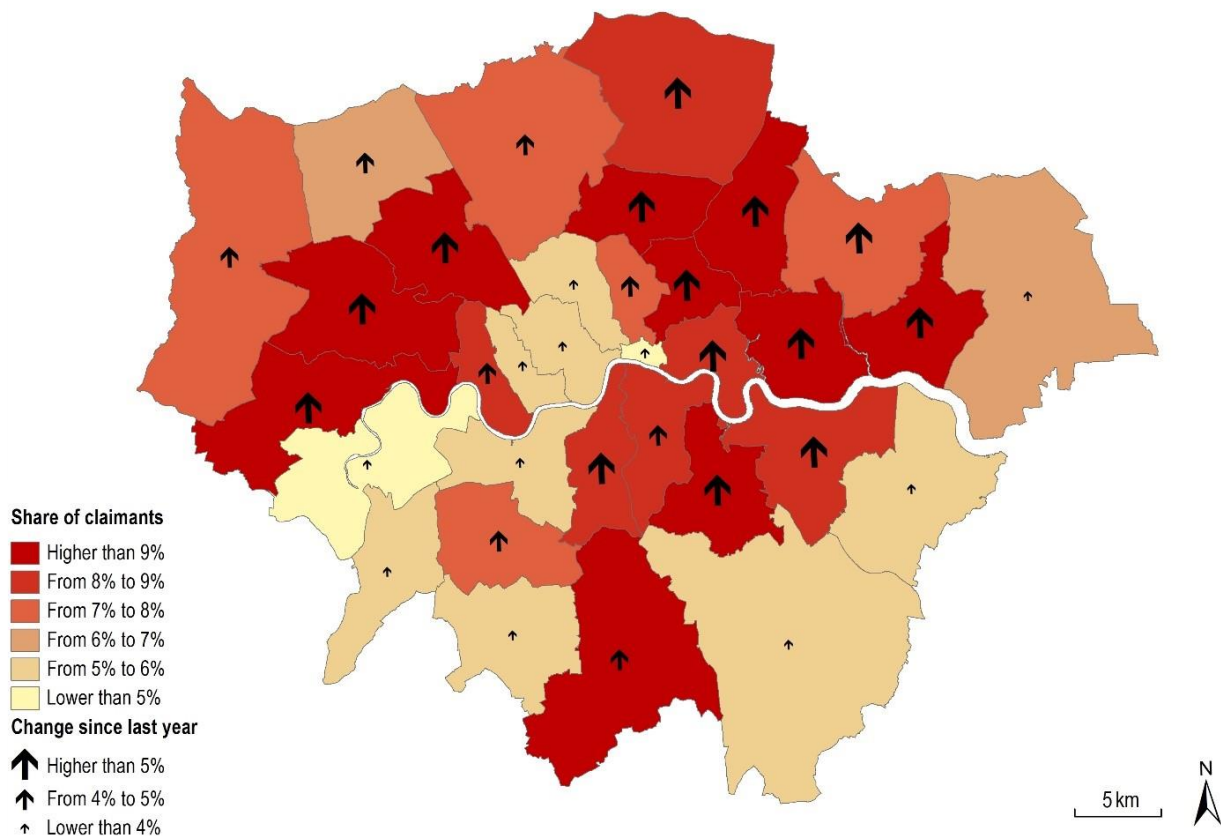 Share of claimants
Higher than 9%
From 8% to 9%
From 7% to 8%
From 6% to 7%
From 5% to 6%
Lower than 5%
Change since last year
Higher than 5%
From 4% to 5%
Lower than 4%
5 km
N